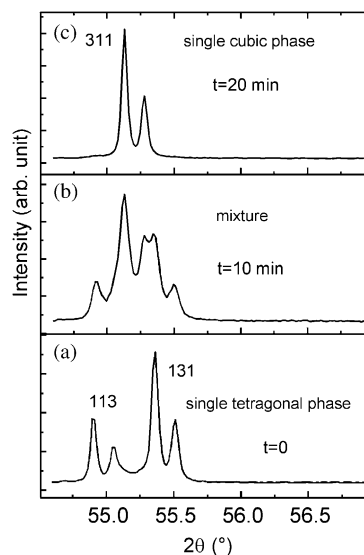 (c)
311
single cubic phase
t=20 min
(b)
mixture
t=10 min
(a)
113
131
single tetragonal phase
t=0
Intensity (arb. unit)
55.0 55.5 56.0 56.5
2θ (°)